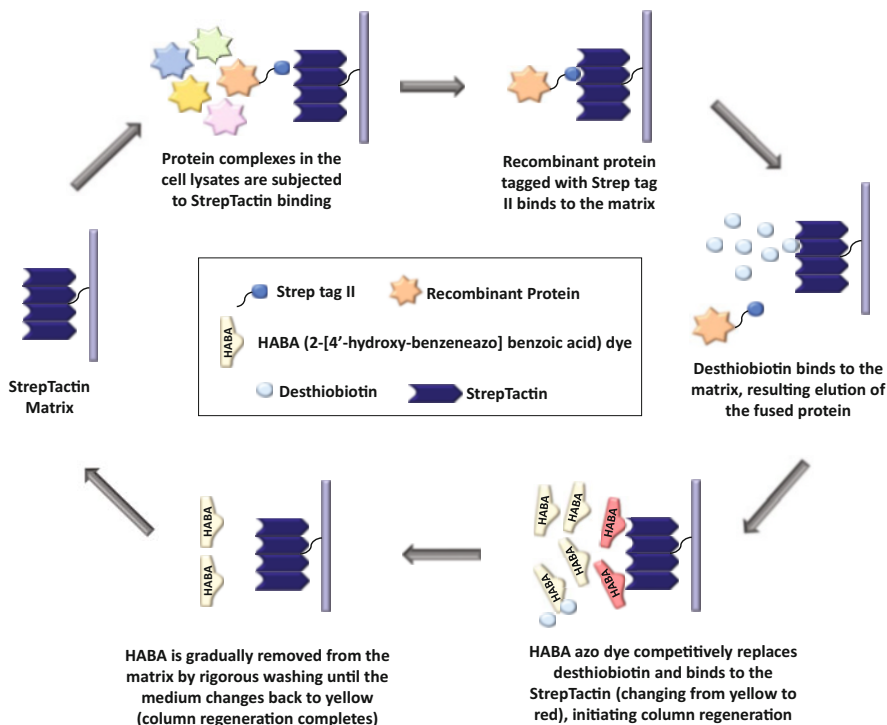 Protein complexes in the
cell lysates are subjected
to StrepTactin binding
Recombinant protein
tagged with Strep tag
II binds to the matrix
Desthiobiotin binds to the
matrix, resulting elution of
the fused protein
StrepTactin
Matrix
Strep tag II
Recombinant Protein
HABA
HABA (2-[4’-hydroxy-benzeneazo] benzoic acid) dye
Desthiobiotin
StrepTactin
HABA
HABA
HABA
HABA
HABA
HABA
HABA
HABA
HABA azo dye competitively replaces
desthiobiotin and binds to the
StrepTactin (changing from yellow to
red), initiating column regeneration
HABA is gradually removed from the
matrix by rigorous washing until the
medium changes back to yellow
(column regeneration completes)